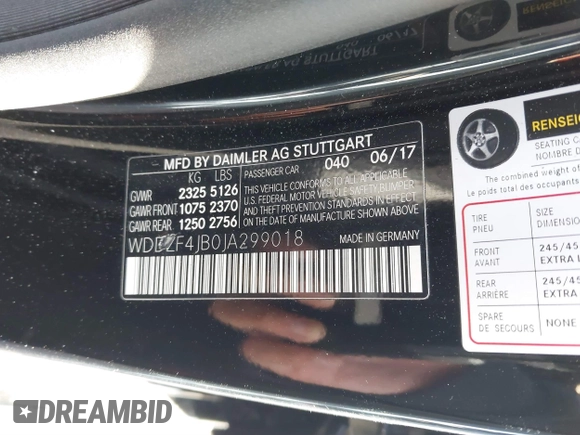 MFD BY DAIMLER AG STUTTGART
KG LBS PASSENGER CAR 040 06/17
GVWR 2325 5126
GAWR FRONT 1075 2370
GAWR REAR 1250 2756
THIS VEHICLE CONFORMS TO ALL APPLICABLE
U.S. FEDERAL MOTOR VEHICLE SAFETY, BUMPER,
AND THEFT PREVENTION STANDARDS IN EFFECT
ON THE DATE OF MANUFACTURE SHOWN ABOVE.
WDDZF4JB0JA299018
MADE IN GERMANY
RENSEIG
SEATING CA
NOMBRE D
The combined weight of
Le poids total des occupants
TIRE
PNEU
SIZE
DIMENSION
FRONT
AVANT
245/45
EXTRA L
REAR
ARRIÈRE
245/45
EXTRA
SPARE
DE SECOURS
NONE
DREAMBID